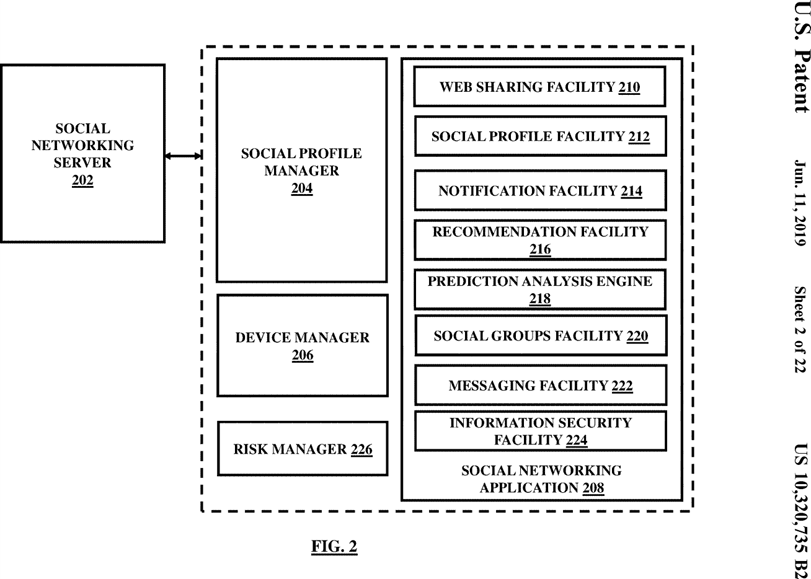 U.S. Patent
Jun. 11, 2019
Sheet 2 of 22
US 10,320,735 B2
SOCIAL
NETWORKING
SERVER
202
SOCIAL PROFILE
MANAGER
204
DEVICE MANAGER
206
RISK MANAGER 226
WEB SHARING FACILITY 210
SOCIAL PROFILE FACILITY 212
NOTIFICATION FACILITY 214
RECOMMENDATION FACILITY
216
PREDICTION ANALYSIS ENGINE
218
SOCIAL GROUPS FACILITY 220
MESSAGING FACILITY 222
INFORMATION SECURITY
FACILITY 224
SOCIAL NETWORKING
APPLICATION 208
FIG. 2